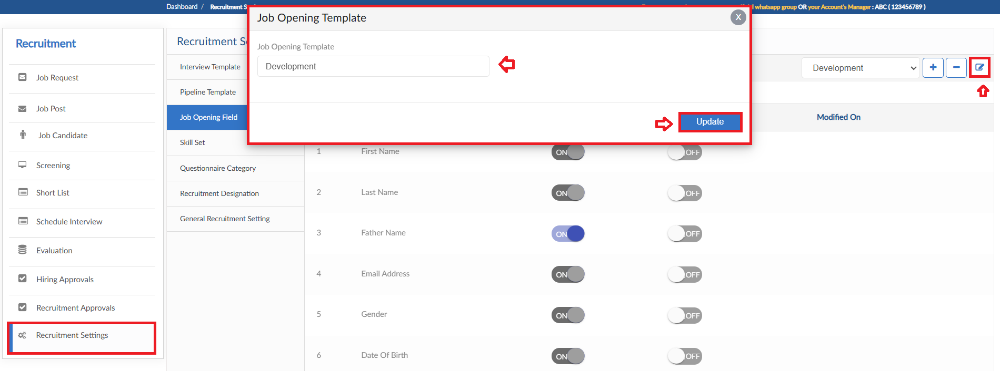 Dashboard /
Recruitment
whatsapp group OR your Account's Manager : ABC ( 123456789 )
Recruitment
Job Request
Job Post
Job Candidate
Screening
Short List
Schedule Interview
Evaluation
Hiring Approvals
Recruitment Approvals
Recruitment Settings
Recruitment
Interview Template
Pipeline Template
Job Opening Field
Skill Set
Questionnaire Category
Recruitment Designation
General Recruitment Setting
Job Opening Template
X
Job Opening Template
Development
Update
Development
Modified On
1 First Name ON OFF
2 Last Name ON OFF
3 Father Name ON OFF
4 Email Address ON OFF
5 Gender ON OFF
6 Date Of Birth ON OFF